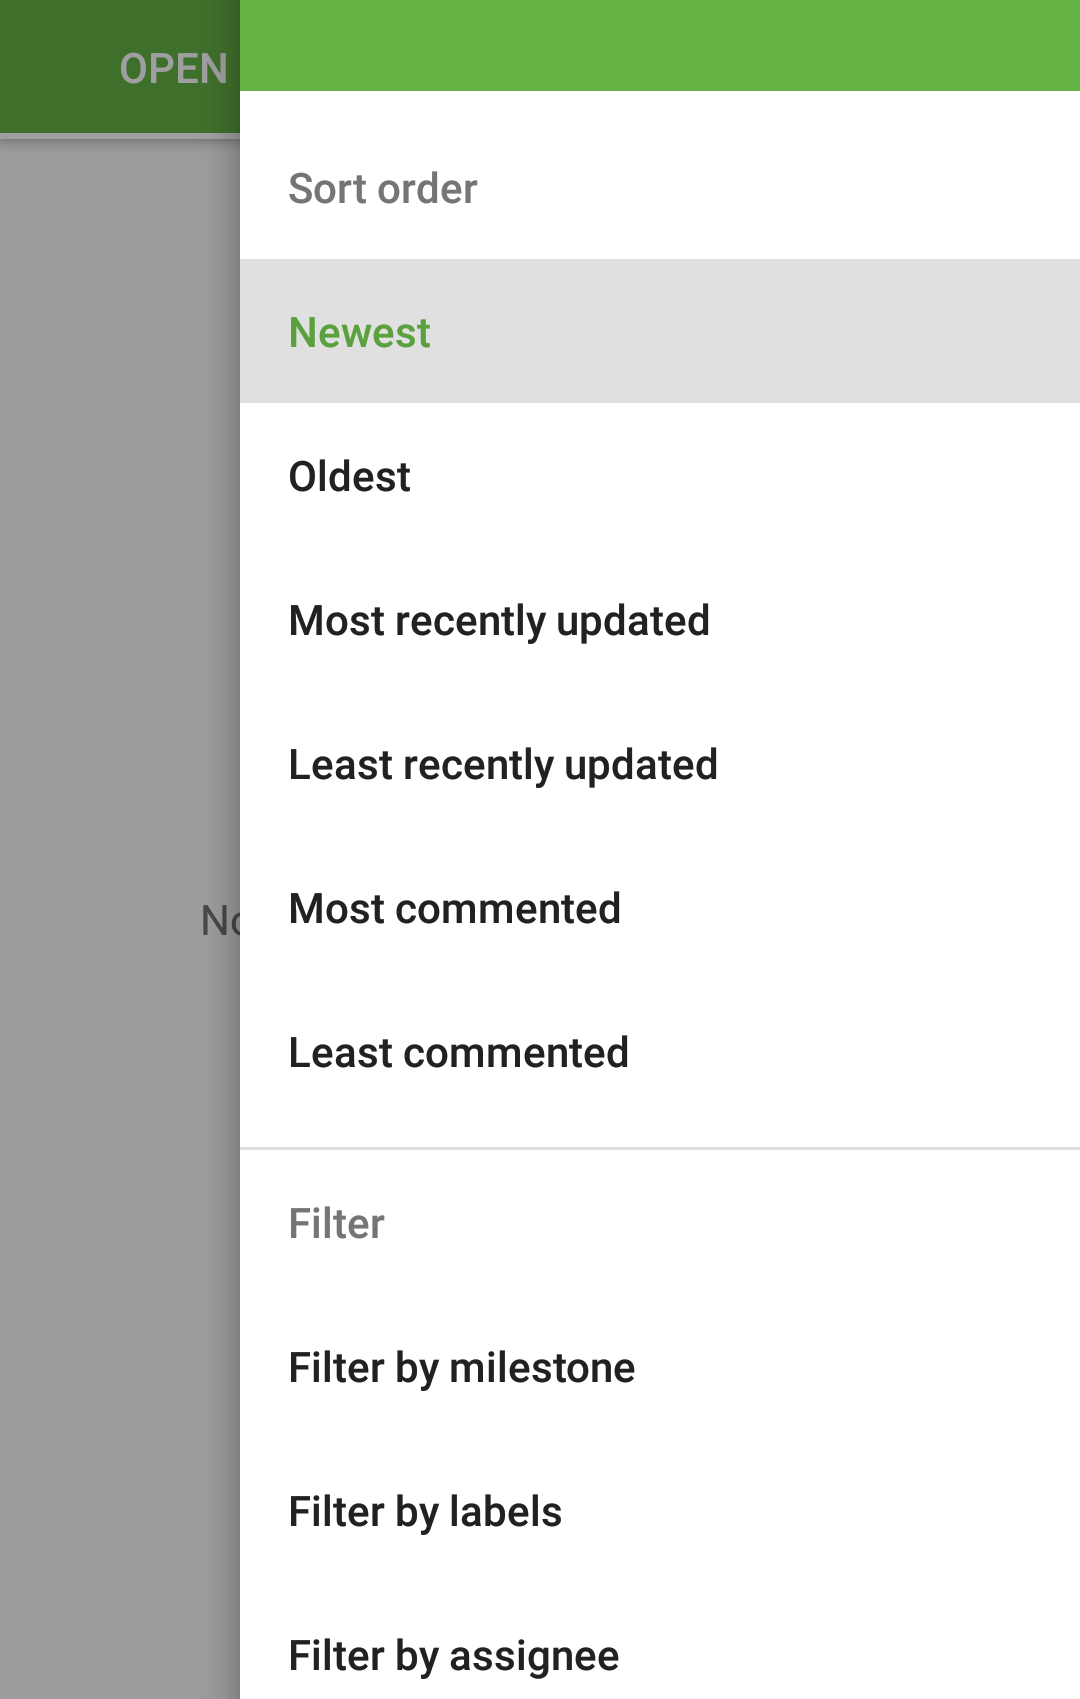 OPEN
Sort order
Newest
Oldest
Most recently updated
Least recently updated
Most commented
Least commented
Filter
Filter by milestone
Filter by labels
Filter by assignee